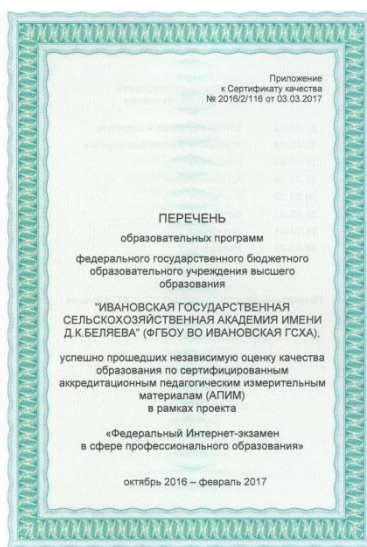 Приложение
к Сертификату качества
№ 2016/2/116 от 03.03.2017
ПЕРЕЧЕНЬ
образовательных программ
федерального государственного бюджетного
образовательного учреждения высшего
образования
"ИВАНОВСКАЯ ГОСУДАРСТВЕННАЯ
СЕЛЬСКОХОЗЯЙСТВЕННАЯ АКАДЕМИЯ ИМЕНИ
Д.К.БЕЛЯЕВА" (ФГБОУ ВО ИВАНОВСКАЯ ГСХА),
успешно прошедших независимую оценку качества
образования по сертифицированным
аккредитационным педагогическим измерительным
материалам (АПИМ)
в рамках проекта
«Федеральный Интернет-экзамен
в сфере профессионального образования»
октябрь 2016 – февраль 2017